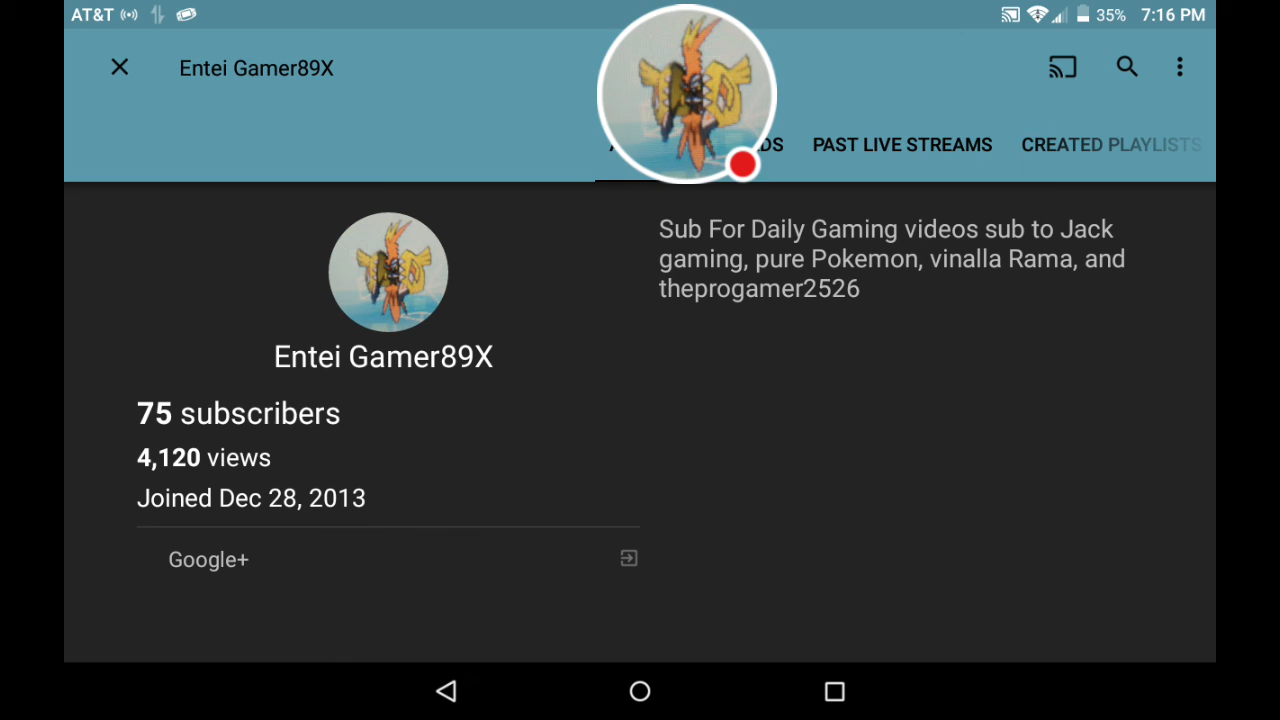 AT&T 35% 7:16 PM
Entei Gamer89X
PAST LIVE STREAMS CREATED PLAYLISTS
Sub For Daily Gaming videos sub to Jack
gaming, pure Pokemon, vinalla Rama, and
theprogamer2526
Entei Gamer89X
75 subscribers
4,120 views
Joined Dec 28, 2013
Google+